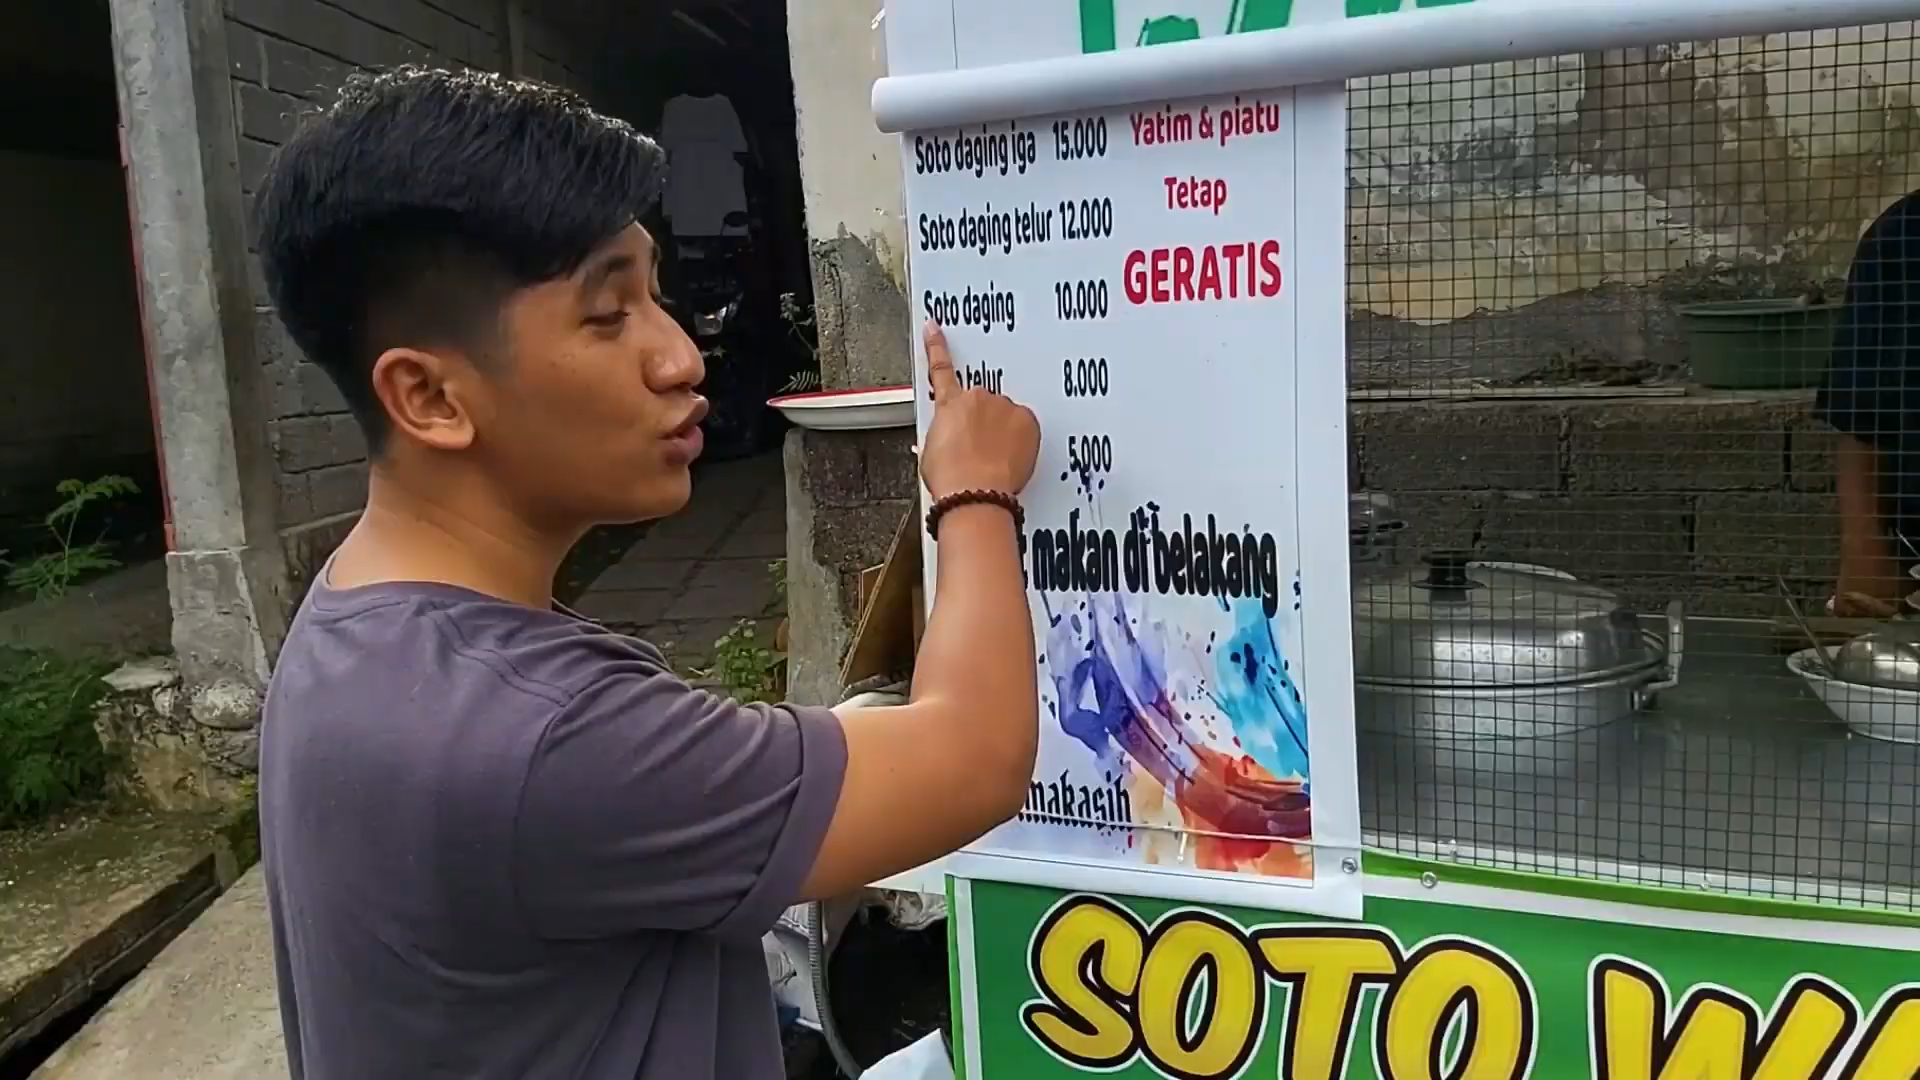 Soto daging iga 15.000
Soto daging telur 12.000
Soto daging 10.000
telur 8.000
5.000
Yatim & piatu
Tetap
GERATIS
makan di belakang
makasih
SOTO